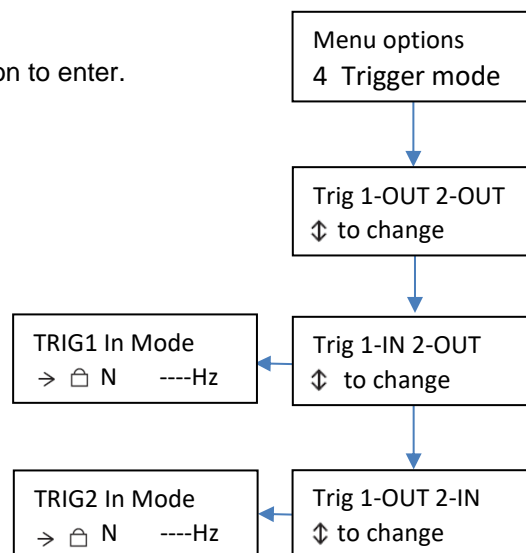 on to enter.
Menu options
4 Trigger mode
Trig 1-OUT 2-OUT
⇕ to change
TRIG1 In Mode
→ N ----Hz
Trig 1-IN 2-OUT
⇕ to change
TRIG2 In Mode
→ N ----Hz
Trig 1-OUT 2-IN
⇕ to change